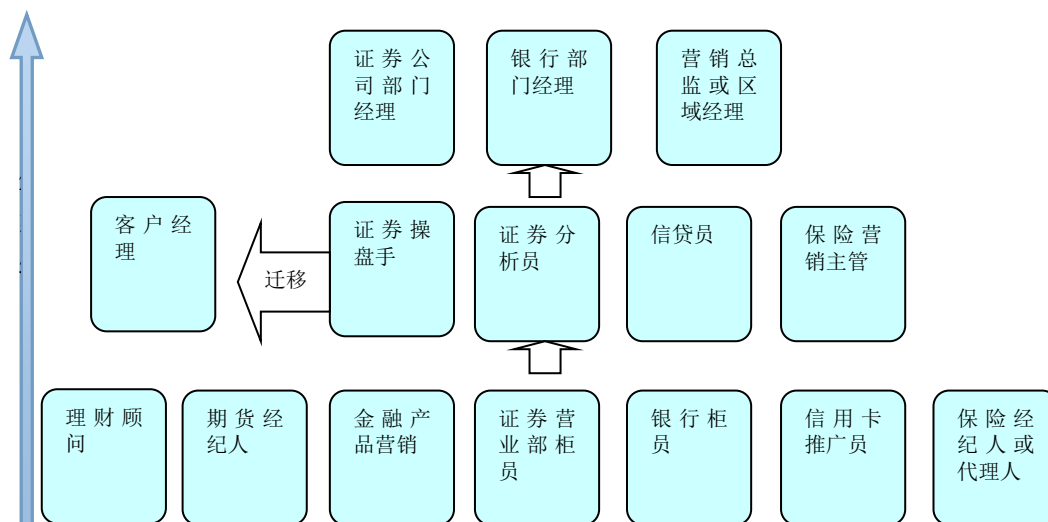 证券公
司部门
经理
银行部
门经理
营销总
监或区
域经理
客户经
理
迁移
证券操
盘手
证券分
析员
信贷员
保险营
销主管
理财顾
问
期货经
纪人
金融产
品营销
证券营
业部柜
员
银行柜
员
信用卡
推广员
保险经
纪人或
代理人